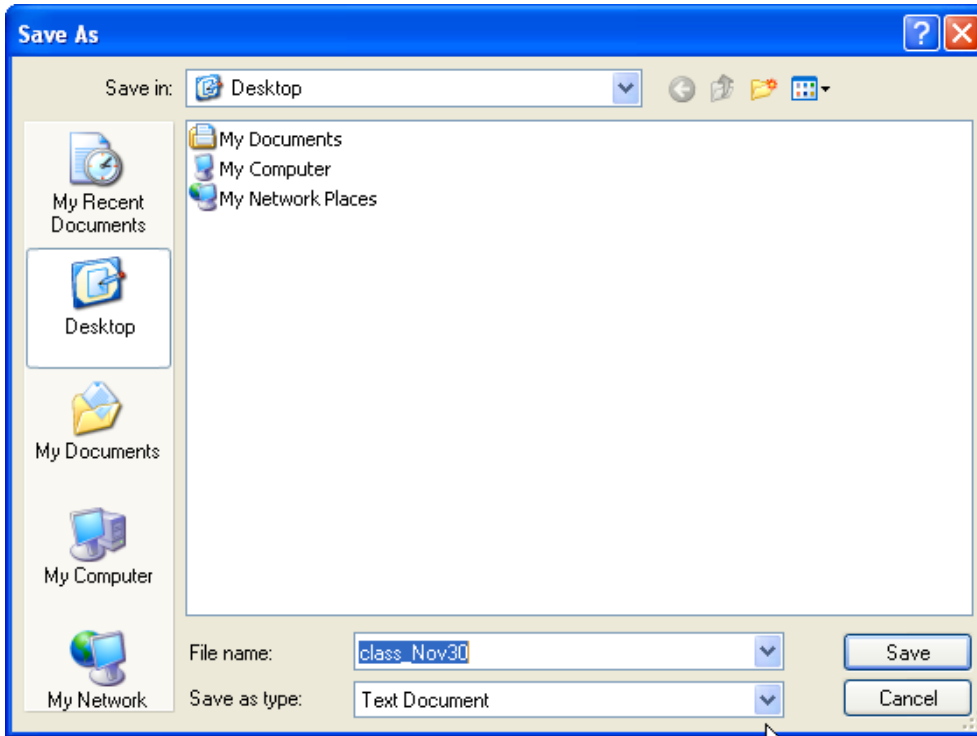 Save As
Save in: Desktop
My Recent
Documents
Desktop
My Documents
My Computer
My Network
My Documents
My Computer
My Network Places
File name: class_Nov30 Save
Save as type: Text Document Cancel